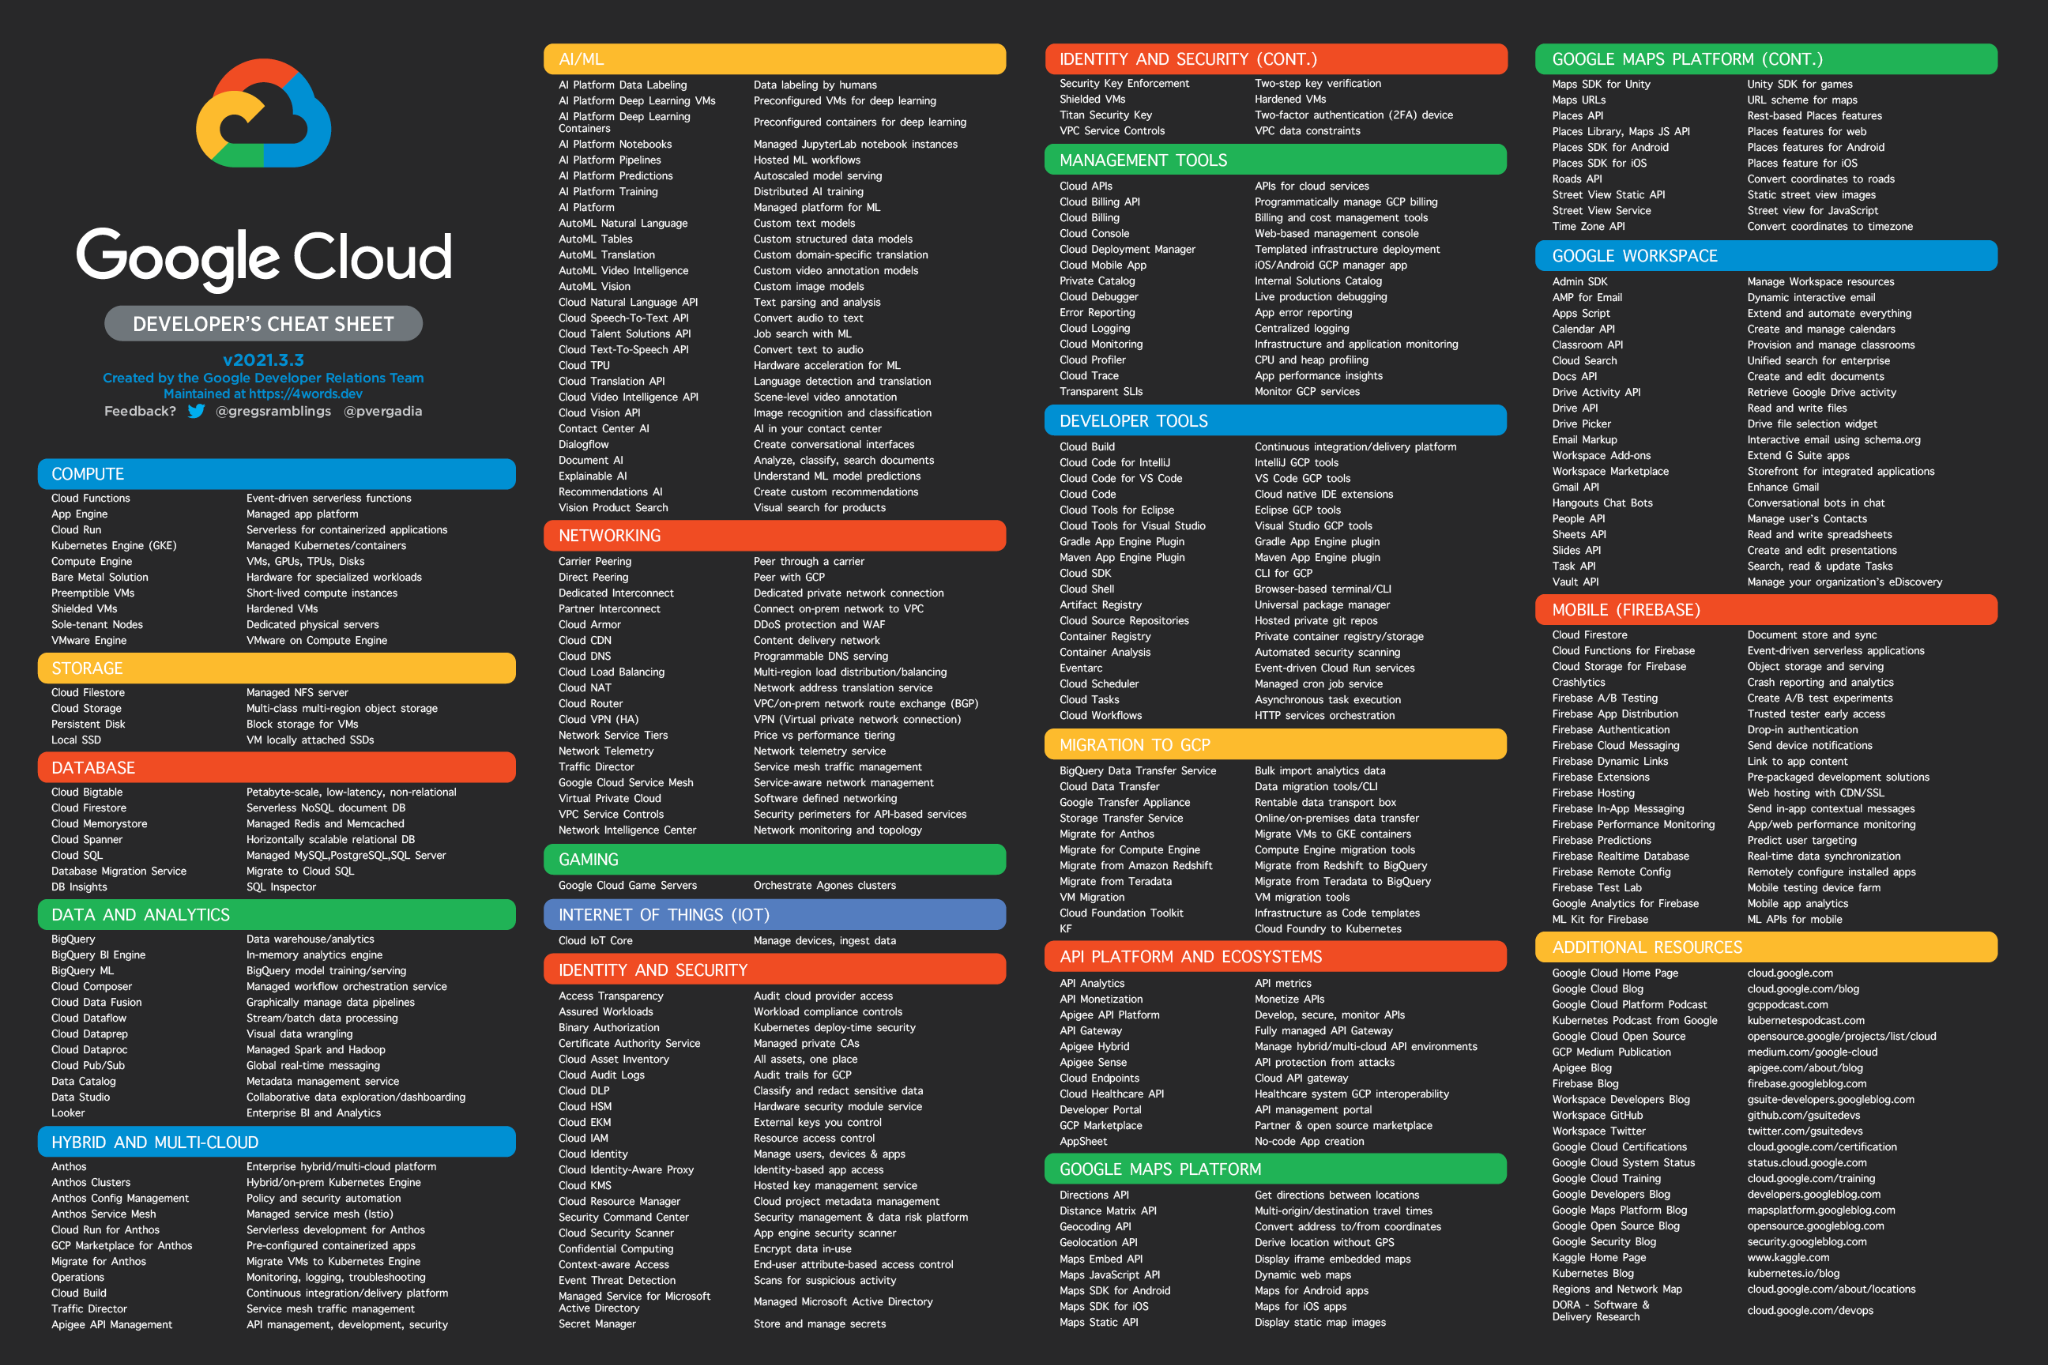 Google Cloud
DEVELOPER'S CHEAT SHEET
v2021.3.3
Created by the Google Developer Relations Team
Maintained at https://4words.dev
Feedback? @gregsramblings @pvergadia
COMPUTE
Cloud Functions Event-driven serverless functions
App Engine Managed app platform
Cloud Run Serverless for containerized applications
Kubernetes Engine (GKE) Managed Kubernetes/containers
Compute Engine VMs, GPUs, TPUs, Disks
Bare Metal Solution Hardware for specialized workloads
Preemptible VMs Short-lived compute instances
Shielded VMs Hardened VMs
Sole-tenant Nodes Dedicated physical servers
VMware Engine VMware on Compute Engine
STORAGE
Cloud Filestore Managed NFS server
Cloud Storage Multi-class multi-region object storage
Persistent Disk Block storage for VMs
Local SSD VM locally attached SSDs
DATABASE
Cloud Bigtable Petabyte-scale, low-latency, non-relational
Cloud Firestore Serverless NoSQL document DB
Cloud Memorystore Managed Redis and Memcached
Cloud Spanner Horizontally scalable relational DB
Cloud SQL Managed MySQL,PostgreSQL,SQL Server
Database Migration Service Migrate to Cloud SQL
DB Insights SQL Inspector
DATA AND ANALYTICS
BigQuery Data warehouse/analytics
BigQuery BI Engine In-memory analytics engine
BigQuery ML BigQuery model training/serving
Cloud Composer Managed workflow orchestration service
Cloud Data Fusion Graphically manage data pipelines
Cloud Dataflow Stream/batch data processing
Cloud Dataprep Visual data wrangling
Cloud Dataproc Managed Spark and Hadoop
Cloud Pub/Sub Global real-time messaging
Data Catalog Metadata management service
Data Studio Collaborative data exploration/dashboarding
Looker Enterprise BI and Analytics
HYBRID AND MULTI-CLOUD
Anthos Enterprise hybrid/multi-cloud platform
Anthos Clusters Hybrid/on-prem Kubernetes Engine
Anthos Config Management Policy and security automation
Anthos Service Mesh Managed service mesh (Istio)
Cloud Run for Anthos Servlerless development for Anthos
GCP Marketplace for Anthos Pre-configured containerized apps
Migrate for Anthos Migrate VMs to Kubernetes Engine
Operations Monitoring, logging, troubleshooting
Cloud Build Continuous integration/delivery platform
Traffic Director Service mesh traffic management
Apigee API Management API management, development, security
AI/ML
AI Platform Data Labeling Data labeling by humans
AI Platform Deep Learning VMs Preconfigured VMs for deep learning
AI Platform Deep Learning
Containers Preconfigured containers for deep learning
AI Platform Notebooks Managed JupyterLab notebook instances
AI Platform Pipelines Hosted ML workflows
AI Platform Predictions Autoscaled model serving
AI Platform Training Distributed AI training
AI Platform Managed platform for ML
AutoML Natural Language Custom text models
AutoML Tables Custom structured data models
AutoML Translation Custom domain-specific translation
AutoML Video Intelligence Custom video annotation models
AutoML Vision Custom image models
Cloud Natural Language API Text parsing and analysis
Cloud Speech-To-Text API Convert audio to text
Cloud Talent Solutions API Job search with ML
Cloud Text-To-Speech API Convert text to audio
Cloud TPU Hardware acceleration for ML
Cloud Translation API Language detection and translation
Cloud Video Intelligence API Scene-level video annotation
Cloud Vision API Image recognition and classification
Contact Center AI AI in your contact center
Dialogflow Create conversational interfaces
Document AI Analyze, classify, search documents
Explainable AI Understand ML model predictions
Recommendations AI Create custom recommendations
Vision Product Search Visual search for products
NETWORKING
Carrier Peering Peer through a carrier
Direct Peering Peer with GCP
Dedicated Interconnect Dedicated private network connection
Partner Interconnect Connect on-prem network to VPC
Cloud Armor DDoS protection and WAF
Cloud CDN Content delivery network
Cloud DNS Programmable DNS serving
Cloud Load Balancing Multi-region load distribution/balancing
Cloud NAT Network address translation service
Cloud Router VPC/on-prem network route exchange (BGP)
Cloud VPN (HA) VPN (Virtual private network connection)
Network Service Tiers Price vs performance tiering
Network Telemetry Network telemetry service
Traffic Director Service mesh traffic management
Google Cloud Service Mesh Service-aware network management
Virtual Private Cloud Software defined networking
VPC Service Controls Security perimeters for API-based services
Network Intelligence Center Network monitoring and topology
GAMING
Google Cloud Game Servers Orchestrate Agones clusters
INTERNET OF THINGS (IOT)
Cloud IoT Core Manage devices, ingest data
IDENTITY AND SECURITY
Access Transparency Audit cloud provider access
Assured Workloads Workload compliance controls
Binary Authorization Kubernetes deploy-time security
Certificate Authority Service Managed private CAs
Cloud Asset Inventory All assets, one place
Cloud Audit Logs Audit trails for GCP
Cloud DLP Classify and redact sensitive data
Cloud HSM Hardware security module service
Cloud EKM External keys you control
Cloud IAM Resource access control
Cloud Identity Manage users, devices & apps
Cloud Identity-Aware Proxy Identity-based app access
Cloud KMS Hosted key management service
Cloud Resource Manager Cloud project metadata management
Security Command Center Security management & data risk platform
Cloud Security Scanner App engine security scanner
Confidential Computing Encrypt data in-use
Context-aware Access End-user attribute-based access control
Event Threat Detection Scans for suspicious activity
Managed Service for Microsoft
Active Directory Managed Microsoft Active Directory
Secret Manager Store and manage secrets
IDENTITY AND SECURITY (CONT.)
Security Key Enforcement Two-step key verification
Shielded VMs Hardened VMs
Titan Security Key Two-factor authentication (2FA) device
VPC Service Controls VPC data constraints
MANAGEMENT TOOLS
Cloud APIs APIs for cloud services
Cloud Billing API Programmatically manage GCP billing
Cloud Billing Billing and cost management tools
Cloud Console Web-based management console
Cloud Deployment Manager Templated infrastructure deployment
Cloud Mobile App iOS/Android GCP manager app
Private Catalog Internal Solutions Catalog
Cloud Debugger Live production debugging
Error Reporting App error reporting
Cloud Logging Centralized logging
Cloud Monitoring Infrastructure and application monitoring
Cloud Profiler CPU and heap profiling
Cloud Trace App performance insights
Transparent SLIs Monitor GCP services
DEVELOPER TOOLS
Cloud Build Continuous integration/delivery platform
Cloud Code for IntelliJ IntelliJ GCP tools
Cloud Code for VS Code VS Code GCP tools
Cloud Code Cloud native IDE extensions
Cloud Tools for Eclipse Eclipse GCP tools
Cloud Tools for Visual Studio Visual Studio GCP tools
Gradle App Engine Plugin Gradle App Engine plugin
Maven App Engine Plugin Maven App Engine plugin
Cloud SDK CLI for GCP
Cloud Shell Browser-based terminal/CLI
Artifact Registry Universal package manager
Cloud Source Repositories Hosted private git repos
Container Registry Private container registry/storage
Container Analysis Automated security scanning
Eventarc Event-driven Cloud Run services
Cloud Scheduler Managed cron job service
Cloud Tasks Asynchronous task execution
Cloud Workflows HTTP services orchestration
MIGRATION TO GCP
BigQuery Data Transfer Service Bulk import analytics data
Cloud Data Transfer Data migration tools/CLI
Google Transfer Appliance Rentable data transport box
Storage Transfer Service Online/on-premises data transfer
Migrate for Anthos Migrate VMs to GKE containers
Migrate for Compute Engine Compute Engine migration tools
Migrate from Amazon Redshift Migrate from Redshift to BigQuery
Migrate from Teradata Migrate from Teradata to BigQuery
VM Migration VM migration tools
Cloud Foundation Toolkit Infrastructure as Code templates
KF Cloud Foundry to Kubernetes
API PLATFORM AND ECOSYSTEMS
API Analytics API metrics
API Monetization Monetize APIs
Apigee API Platform Develop, secure, monitor APIs
API Gateway Fully managed API Gateway
Apigee Hybrid Manage hybrid/multi-cloud API environments
Apigee Sense API protection from attacks
Cloud Endpoints Cloud API gateway
Cloud Healthcare API Healthcare system GCP interoperability
Developer Portal API management portal
GCP Marketplace Partner & open source marketplace
AppSheet No-code App creation
GOOGLE MAPS PLATFORM
Directions API Get directions between locations
Distance Matrix API Multi-origin/destination travel times
Geocoding API Convert address to/from coordinates
Geolocation API Derive location without GPS
Maps Embed API Display iframe embedded maps
Maps JavaScript API Dynamic web maps
Maps SDK for Android Maps for Android apps
Maps SDK for iOS Maps for iOS apps
Maps Static API Display static map images
GOOGLE MAPS PLATFORM (CONT.)
Maps SDK for Unity Unity SDK for games
Maps URLs URL scheme for maps
Places API Rest-based Places features
Places Library, Maps JS API Places features for web
Places SDK for Android Places features for Android
Places SDK for iOS Places feature for iOS
Roads API Convert coordinates to roads
Street View Static API Static street view images
Street View Service Street view for JavaScript
Time Zone API Convert coordinates to timezone
GOOGLE WORKSPACE
Admin SDK Manage Workspace resources
AMP for Email Dynamic interactive email
Apps Script Extend and automate everything
Calendar API Create and manage calendars
Classroom API Provision and manage classrooms
Cloud Search Unified search for enterprise
Docs API Create and edit documents
Drive Activity API Retrieve Google Drive activity
Drive API Read and write files
Drive Picker Drive file selection widget
Email Markup Interactive email using schema.org
Workspace Add-ons Extend G Suite apps
Workspace Marketplace Storefront for integrated applications
Gmail API Enhance Gmail
Hangouts Chat Bots Conversational bots in chat
People API Manage user's Contacts
Sheets API Read and write spreadsheets
Slides API Create and edit presentations
Task API Search, read & update Tasks
Vault API Manage your organization's eDiscovery
MOBILE (FIREBASE)
Cloud Firestore Document store and sync
Cloud Functions for Firebase Event-driven serverless applications
Cloud Storage for Firebase Object storage and serving
Crashlytics Crash reporting and analytics
Firebase A/B Testing Create A/B test experiments
Firebase App Distribution Trusted tester early access
Firebase Authentication Drop-in authentication
Firebase Cloud Messaging Send device notifications
Firebase Dynamic Links Link to app content
Firebase Extensions Pre-packaged development solutions
Firebase Hosting Web hosting with CDN/SSL
Firebase In-App Messaging Send in-app contextual messages
Firebase Performance Monitoring App/web performance monitoring
Firebase Predictions Predict user targeting
Firebase Realtime Database Real-time data synchronization
Firebase Remote Config Remotely configure installed apps
Firebase Test Lab Mobile testing device farm
Google Analytics for Firebase Mobile app analytics
ML Kit for Firebase ML APIs for mobile
ADDITIONAL RESOURCES
Google Cloud Home Page cloud.google.com
Google Cloud Blog cloud.google.com/blog
Google Cloud Platform Podcast gcppodcast.com
Kubernetes Podcast from Google kubernetespodcast.com
Google Cloud Open Source opensource.google/projects/list/cloud
GCP Medium Publication medium.com/google-cloud
Apigee Blog apigee.com/about/blog
Firebase Blog firebase.googleblog.com
Workspace Developers Blog gsuite-developers.googleblog.com
Workspace GitHub github.com/gsuitedevs
Workspace Twitter twitter.com/gsuitedevs
Google Cloud Certifications cloud.google.com/certification
Google Cloud System Status status.cloud.google.com
Google Cloud Training cloud.google.com/training
Google Developers Blog developers.googleblog.com
Google Maps Platform Blog mapsplatform.googleblog.com
Google Open Source Blog opensource.googleblog.com
Google Security Blog security.googleblog.com
Kaggle Home Page www.kaggle.com
Kubernetes Blog kubernetes.io/blog
Regions and Network Map cloud.google.com/about/locations
DORA - Software &
Delivery Research cloud.google.com/devops